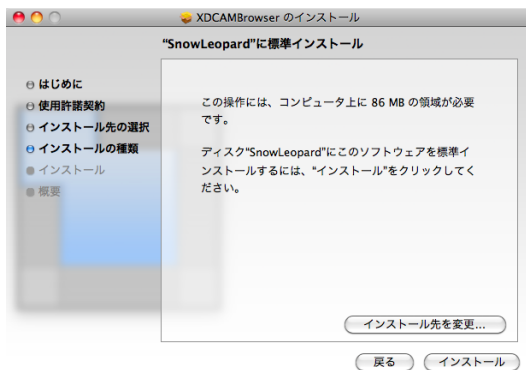 XDCAMBrowser のインストール
“SnowLeopard”に標準インストール
はじめに
使用許諾契約
インストール先の選択
インストールの種類
インストール
概要
この操作には、コンピュータ上に 86 MB の領域が必要
です。
ディスク“SnowLeopard”にこのソフトウェアを標準イ
ンストールするには、“インストール”をクリックしてく
ださい。
インストール先を変更...
戻る
インストール